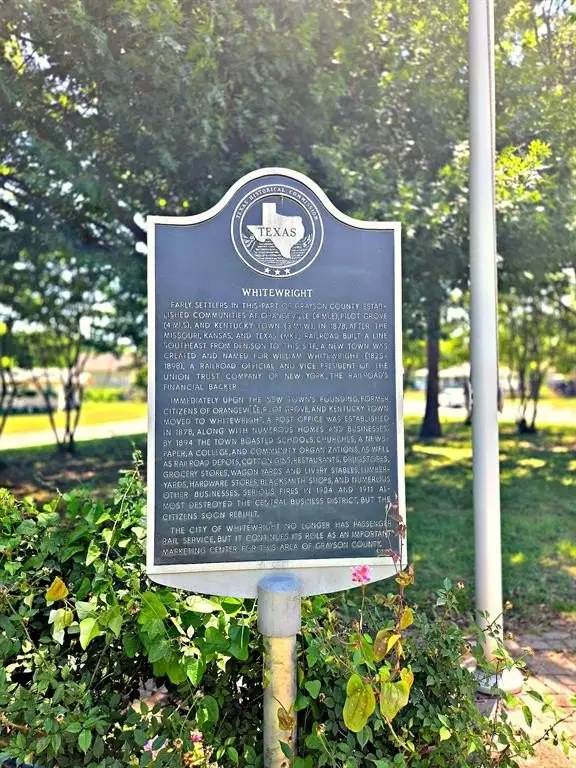 TEXAS HISTORICAL COMMISSION
TEXAS
WHITEWRIGHT
EARLY SETTLERS IN THIS PART OF GRAYSON COUNTY ESTAB-
LISHED COMMUNITIES AT ORANGEVILLE (4 MI.E), PILOT GROVE
(4 MI.S), AND KENTUCKY TOWN (3 MI.W). IN 1878, AFTER THE
MISSOURI, KANSAS, AND TEXAS (MKT) RAILROAD BUILT A LINE
SOUTHEAST FROM DENISON TO THIS SITE, A NEW TOWN WAS
CREATED AND NAMED FOR WILLIAM WHITEWRIGHT (1829-
1898), A RAILROAD OFFICIAL AND VICE PRESIDENT OF THE
UNION TRUST COMPANY OF NEW YORK, THE RAILROAD'S
FINANCIAL BACKER.
IMMEDIATELY UPON THE NEW TOWN'S FOUNDING, FORMER
CITIZENS OF ORANGEVILLE, PILOT GROVE, AND KENTUCKY TOWN
MOVED TO WHITEWRIGHT. A POST OFFICE WAS ESTABLISHED
IN 1878, ALONG WITH NUMEROUS HOMES AND BUSINESSES.
BY 1894 THE TOWN BOASTED SCHOOLS, CHURCHES, A NEWS-
PAPER, A COLLEGE, AND COMMUNITY ORGANIZATIONS, AS WELL
AS RAILROAD DEPOTS, COTTON GINS, RESTAURANTS, DRUGSTORES,
GROCERY STORES, WAGON YARDS AND LIVERY STABLES, LUMBER-
YARDS, HARDWARE STORES, BLACKSMITH SHOPS, AND NUMEROUS
OTHER BUSINESSES. SERIOUS FIRES IN 1904 AND 1911 AL-
MOST DESTROYED THE CENTRAL BUSINESS DISTRICT, BUT THE
CITIZENS SOON REBUILT.
THE CITY OF WHITEWRIGHT NO LONGER HAS PASSENGER
RAIL SERVICE, BUT IT CONTINUES ITS ROLE AS AN IMPORTANT
MARKETING CENTER FOR THIS AREA OF GRAYSON COUNTY.